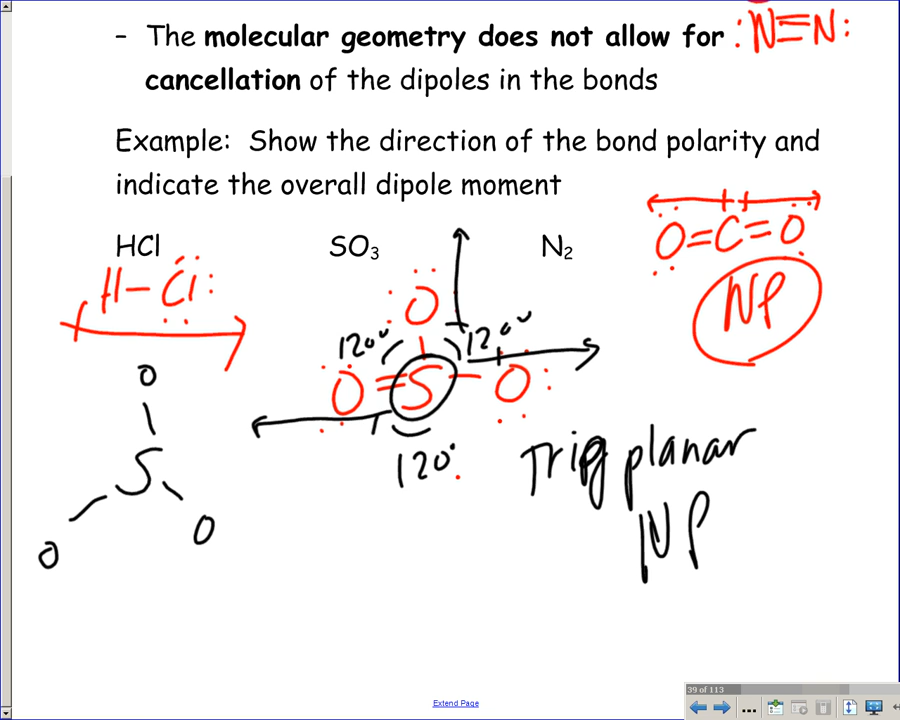 – The molecular geometry does not allow for :N≡N:
cancellation of the dipoles in the bonds
Example: Show the direction of the bond polarity and
indicate the overall dipole moment
HCl SO₃ N₂
O=C=O
NP
H–Cl
O
120° 120°
O=S–O
120°
Trig planar
NP
O
S
O O
39 of 113
Extend Page